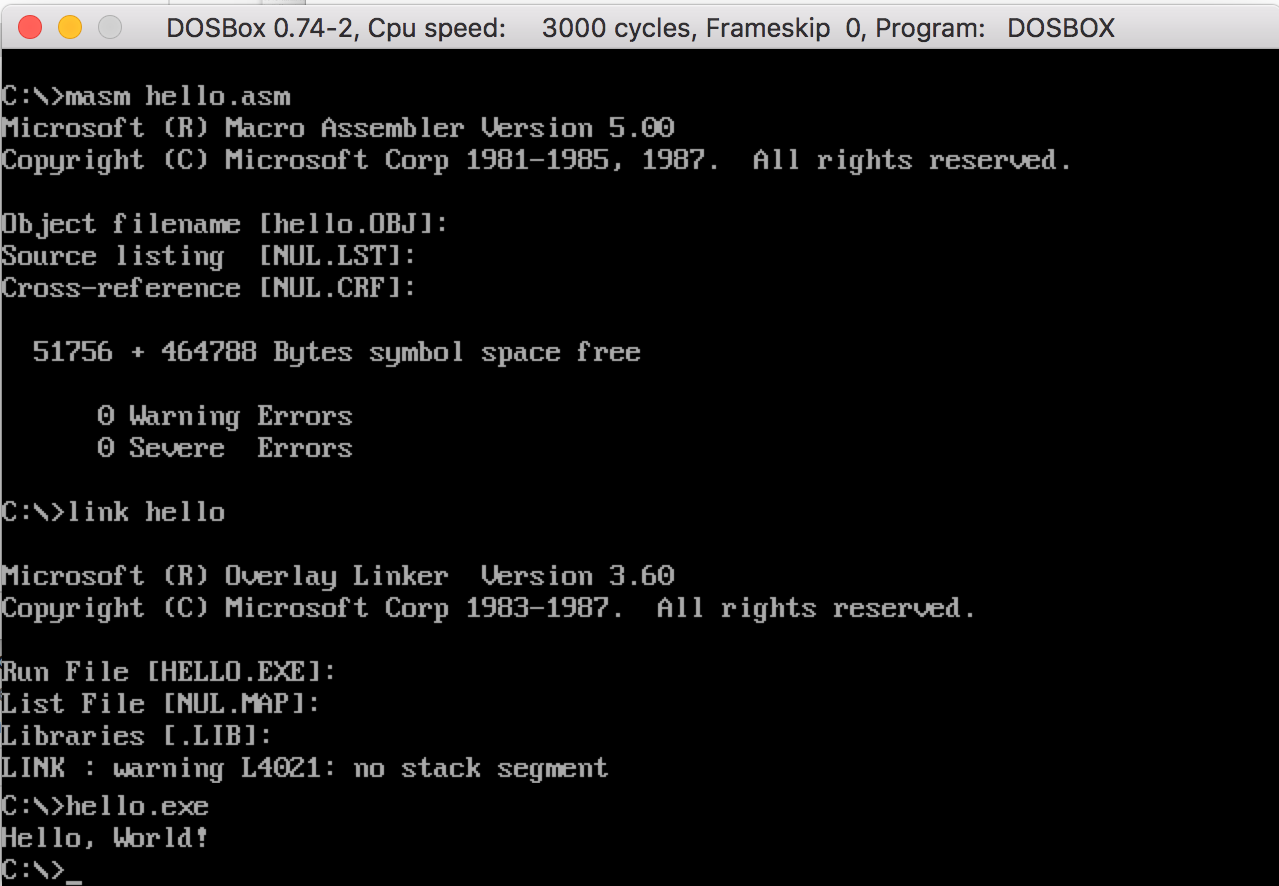 DOSBox 0.74-2, Cpu speed:    3000 cycles, Frameskip  0, Program:   DOSBOX
C:\>masm hello.asm
Microsoft (R) Macro Assembler Version 5.00
Copyright (C) Microsoft Corp 1981-1985, 1987.  All rights reserved.
Object filename [hello.OBJ]:
Source listing  [NUL.LST]:
Cross-reference [NUL.CRF]:
  51756 + 464788 Bytes symbol space free
      0 Warning Errors
      0 Severe  Errors
C:\>link hello
Microsoft (R) Overlay Linker  Version 3.60
Copyright (C) Microsoft Corp 1983-1987.  All rights reserved.
Run File [HELLO.EXE]:
List File [NUL.MAP]:
Libraries [.LIB]:
LINK : warning L4021: no stack segment
C:\>hello.exe
Hello, World!
C:\>_